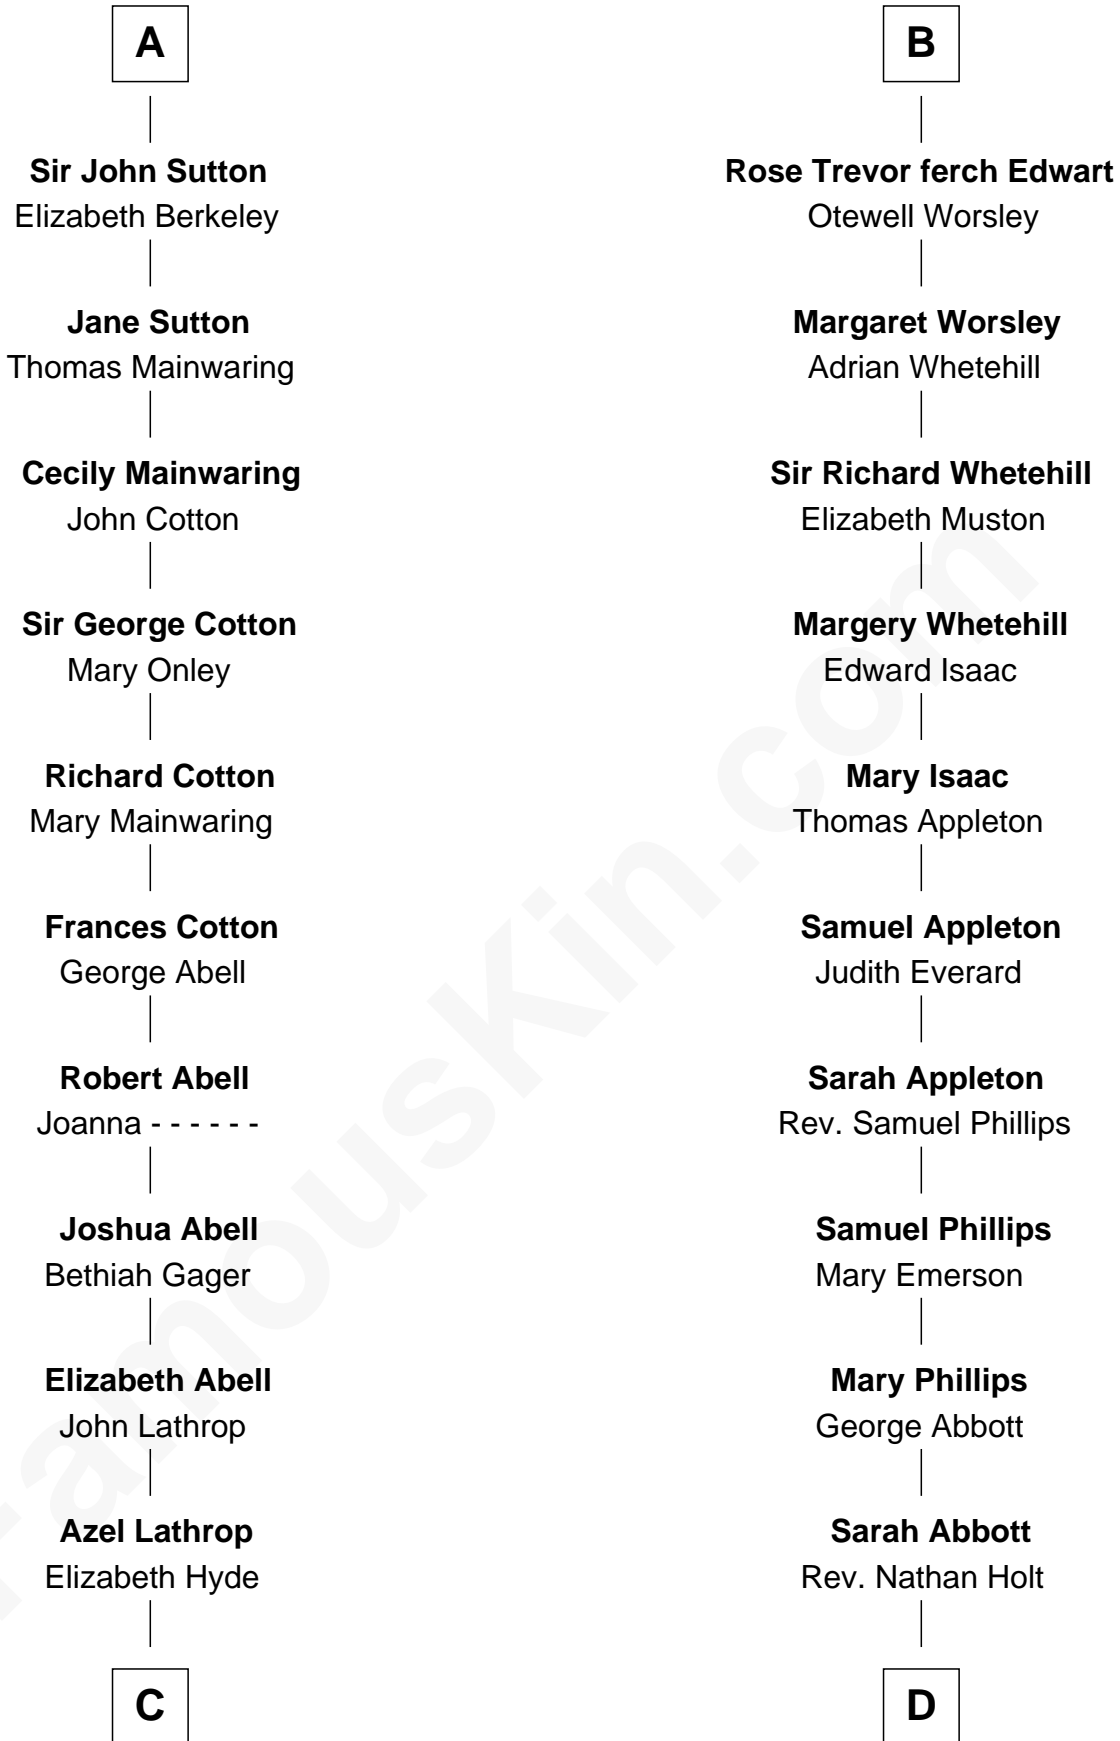 A
Sir John Sutton
Elizabeth Berkeley
Jane Sutton
Thomas Mainwaring
Cecily Mainwaring
John Cotton
Sir George Cotton
Mary Onley
Richard Cotton
Mary Mainwaring
Frances Cotton
George Abell
Robert Abell
Joanna - - - - - -
Joshua Abell
Bethiah Gager
Elizabeth Abell
John Lathrop
Azel Lathrop
Elizabeth Hyde
C
B
Rose Trevor ferch Edwart
Otewell Worsley
Margaret Worsley
Adrian Whetehill
Sir Richard Whetehill
Elizabeth Muston
Margery Whetehill
Edward Isaac
Mary Isaac
Thomas Appleton
Samuel Appleton
Judith Everard
Sarah Appleton
Rev. Samuel Phillips
Samuel Phillips
Mary Emerson
Mary Phillips
George Abbott
Sarah Abbott
Rev. Nathan Holt
D
FamousKin.com